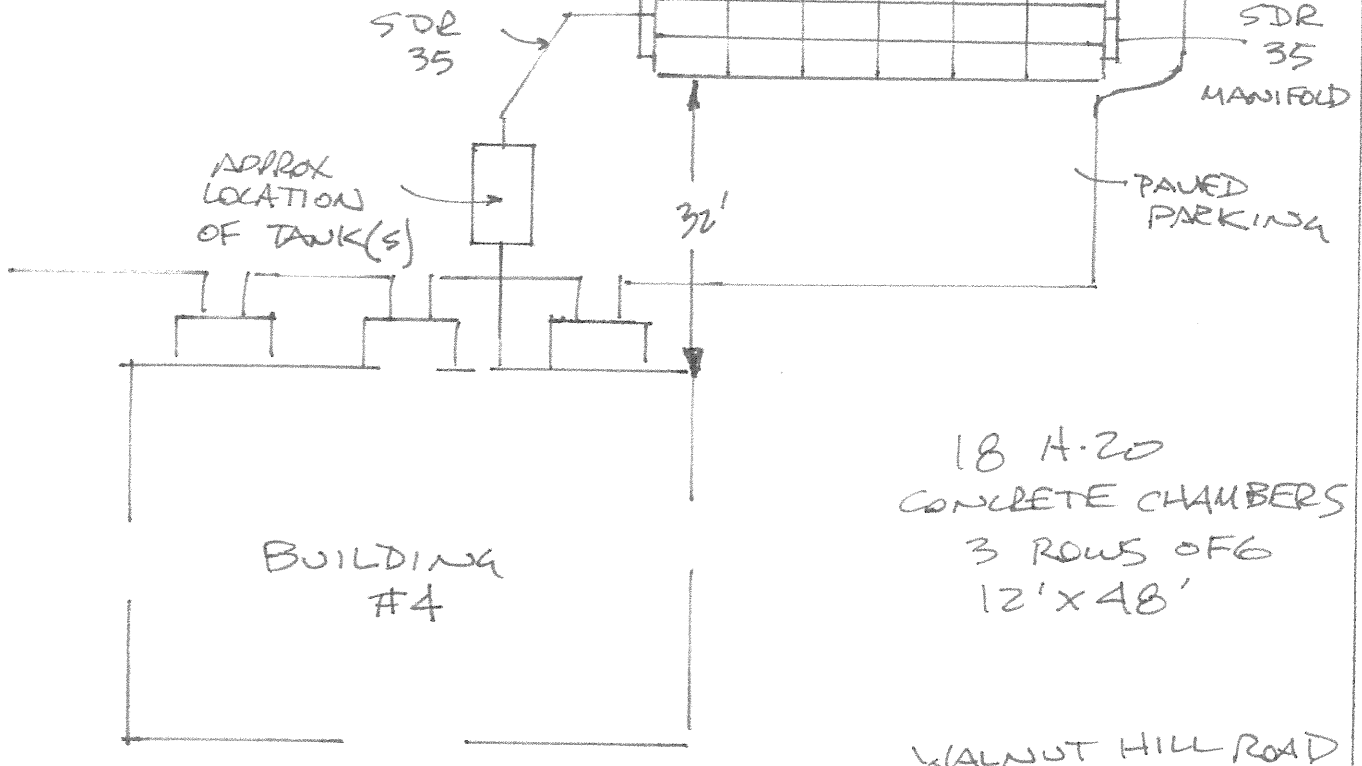 SDR
35
SDR
35
MANIFOLD
APPROX
LOCATION
OF TANK(S)
32'
PAVED
PARKING
18 H-20
CONCRETE CHAMBERS
3 ROWS OF 6
12' X 48'
BUILDING
#4
WALNUT HILL ROAD